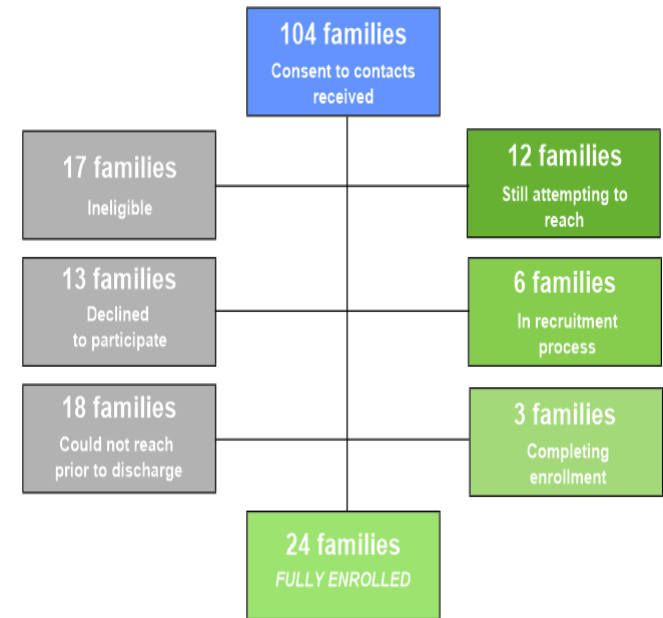 104 families
Consent to contacts
received
17 families
Ineligible
12 families
Still attempting to
reach
13 families
Declined
to participate
6 families
In recruitment
process
18 families
Could not reach
prior to discharge
3 families
Completing
enrollment
24 families
FULLY ENROLLED